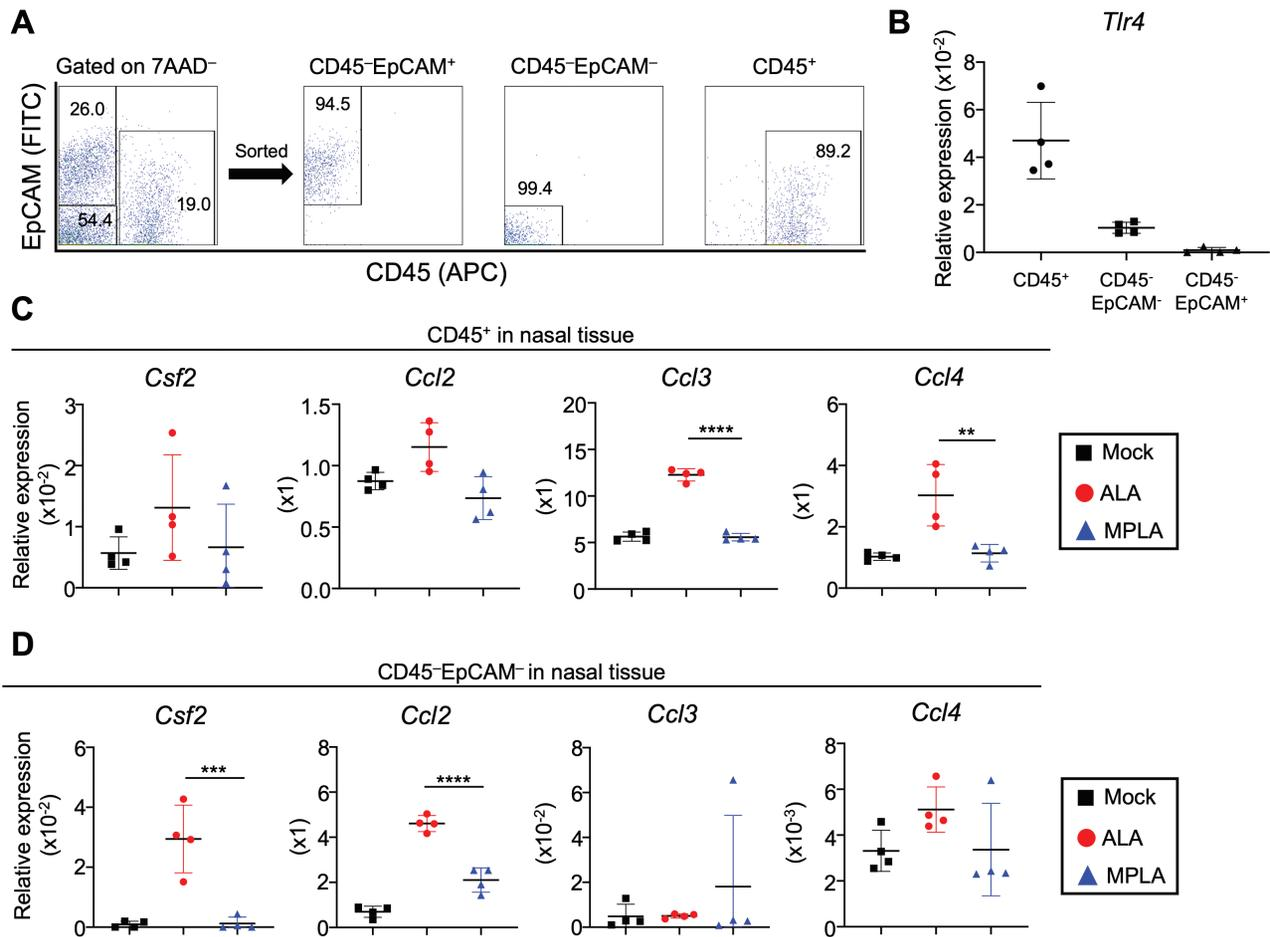 A
Gated on 7AAD–
CD45–EpCAM+
CD45–EpCAM–
CD45+
EpCAM (FITC)
26.0
54.4
19.0
Sorted
94.5
99.4
89.2
CD45 (APC)
B
Tlr4
Relative expression (x10-2)
8
6
4
2
0
CD45+
CD45-
EpCAM-
CD45-
EpCAM+
C
CD45+ in nasal tissue
Csf2
Relative expression
(x10-2)
3
2
1
0
Ccl2
(x1)
1.5
1.0
0.5
0.0
Ccl3
(x1)
20
15
10
5
0
****
Ccl4
(x1)
6
4
2
0
**
Mock
ALA
MPLA
D
CD45–EpCAM– in nasal tissue
Csf2
Relative expression
(x10-2)
6
4
2
0
***
Ccl2
(x1)
8
6
4
2
0
****
Ccl3
(x10-2)
8
6
4
2
0
Ccl4
(x10-3)
8
6
4
2
0
Mock
ALA
MPLA